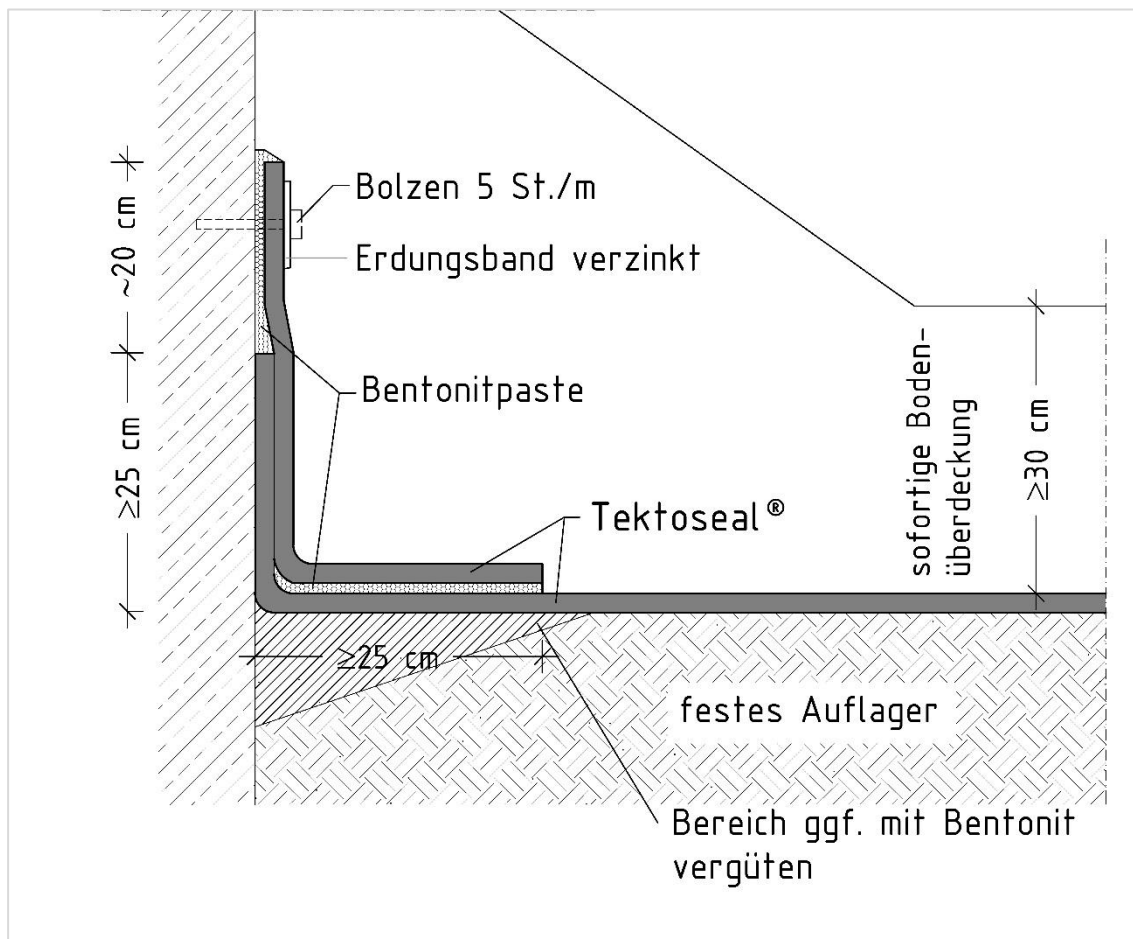 Bolzen 5 St./m
Erdungsband verzinkt
~20 cm
Bentonitpaste
≥25 cm
Tektoseal®
sofortige Boden-
überdeckung
≥30 cm
≥25 cm
festes Auflager
Bereich ggf. mit Bentonit
vergüten